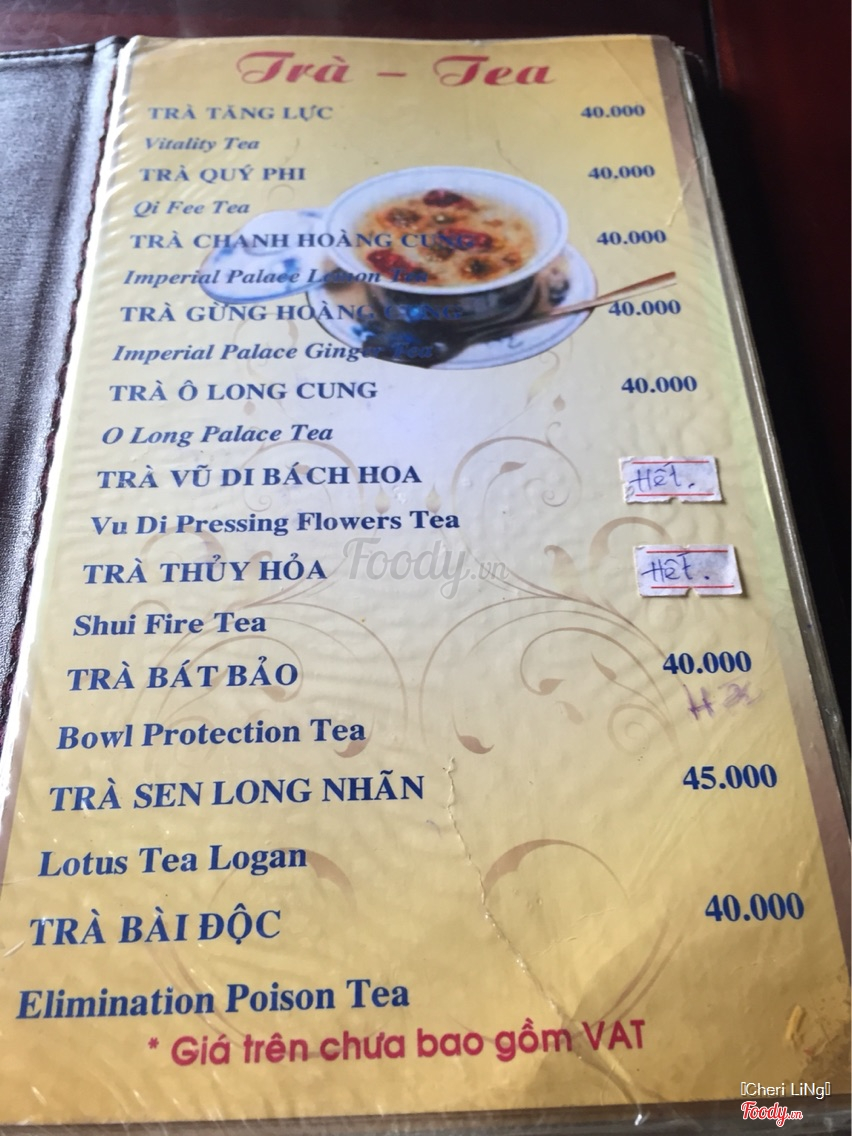 Trà - Tea
TRÀ TĂNG LỰC 40.000
Vitality Tea
TRÀ QUÝ PHI 40.000
Qi Fee Tea
TRÀ CHANH HOÀNG CUNG 40.000
Imperial Palace Lemon Tea
TRÀ GỪNG HOÀNG CUNG 40.000
Imperial Palace Ginger Tea
TRÀ Ô LONG CUNG 40.000
O Long Palace Tea
TRÀ VŨ DI BÁCH HOA Hết.
Vu Di Pressing Flowers Tea
Foody.vn
TRÀ THỦY HỎA Hết.
Shui Fire Tea
TRÀ BÁT BẢO 40.000
Bowl Protection Tea
TRÀ SEN LONG NHÃN 45.000
Lotus Tea Logan
TRÀ BÀI ĐỘC 40.000
Elimination Poison Tea
* Giá trên chưa bao gồm VAT
Cheri LiNg
Foody.vn